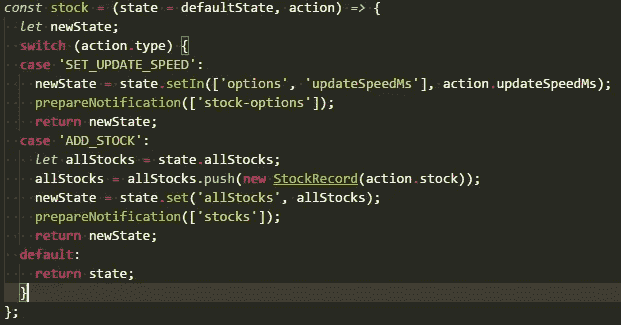 const stock = (state = defaultState, action) => {
  let newState;
  switch (action.type) {
  case 'SET_UPDATE_SPEED':
    newState = state.setIn(['options', 'updateSpeedMs'], action.updateSpeedMs);
    prepareNotification(['stock-options']);
    return newState;
  case 'ADD_STOCK':
    let allStocks = state.allStocks;
    allStocks = allStocks.push(new StockRecord(action.stock));
    newState = state.set('allStocks', allStocks);
    prepareNotification(['stocks']);
    return newState;
  default:
    return state;
  }
};